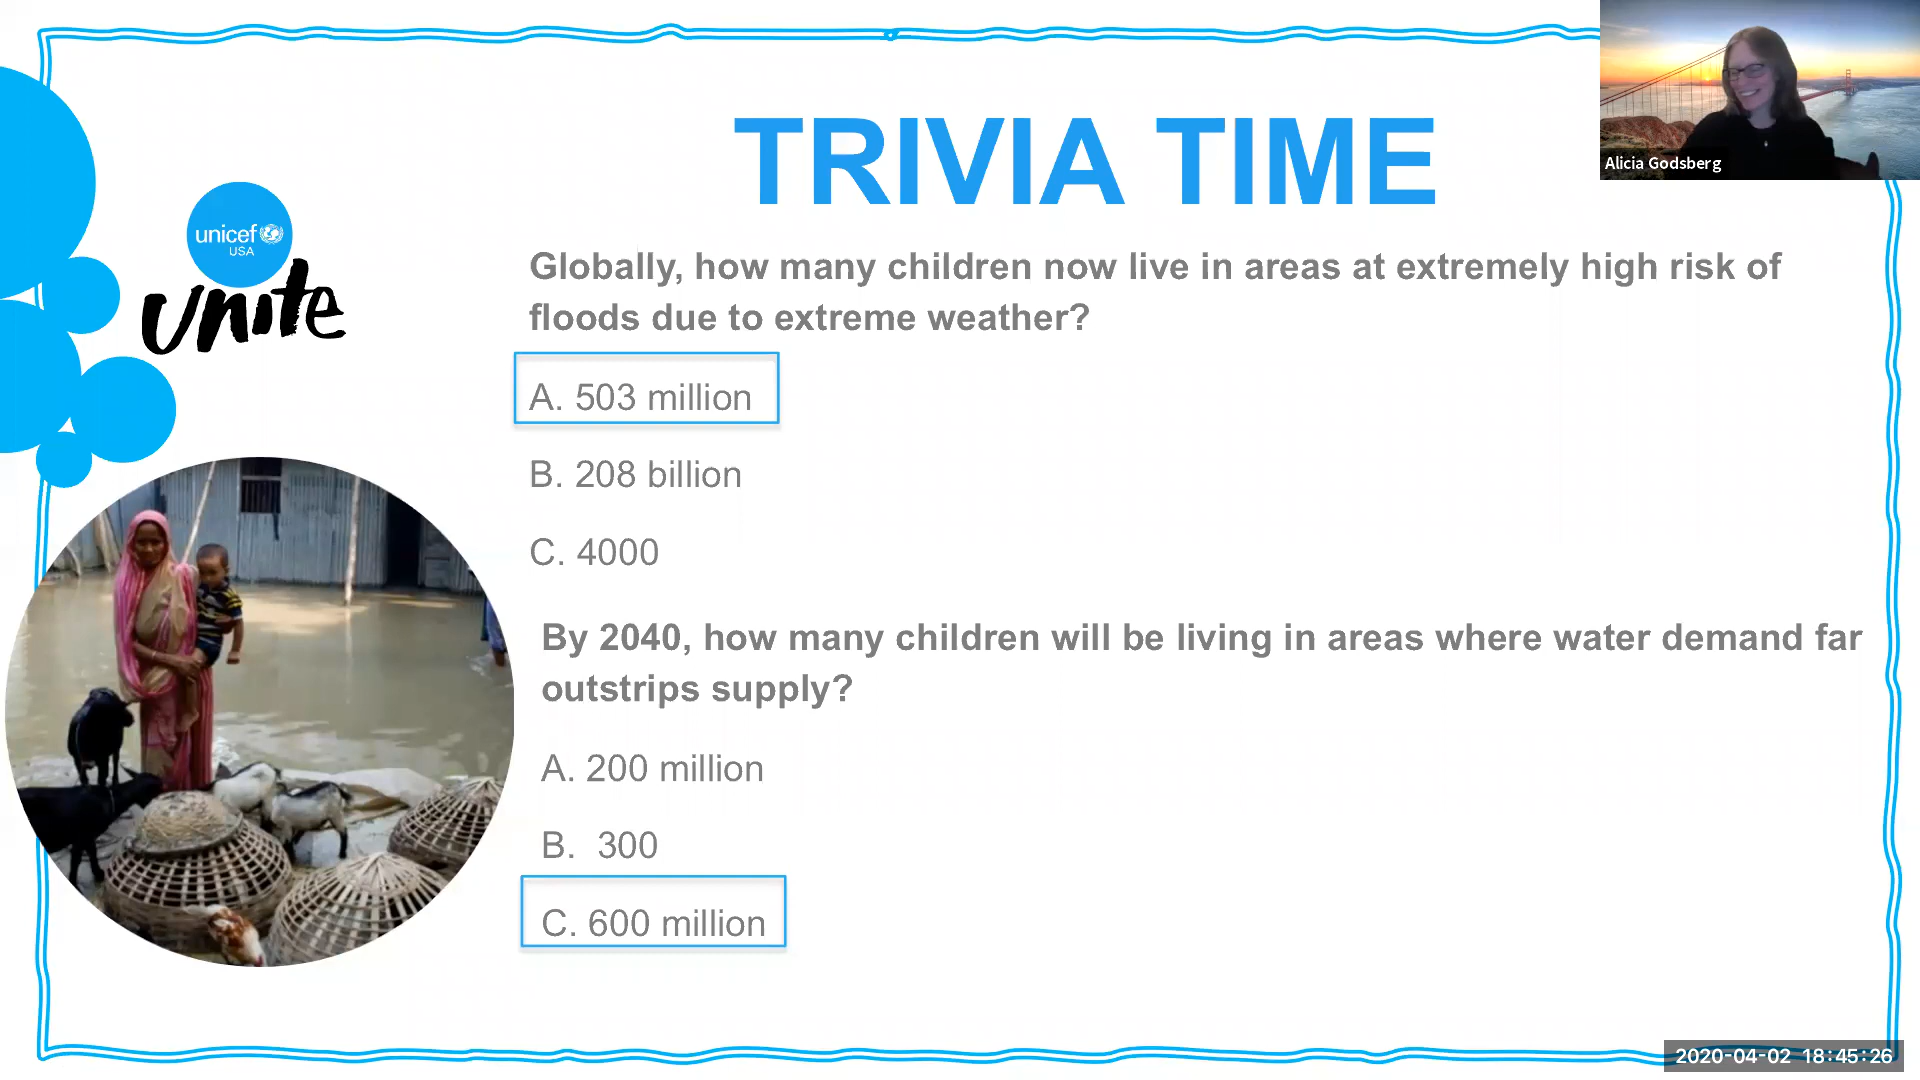 TRIVIA TIME
Alicia Godsberg
unicef
USA
unite
Globally, how many children now live in areas at extremely high risk of
floods due to extreme weather?
A. 503 million
B. 208 billion
C. 4000
By 2040, how many children will be living in areas where water demand far
outstrips supply?
A. 200 million
B.  300
C. 600 million
2020-04-02 18:45:26